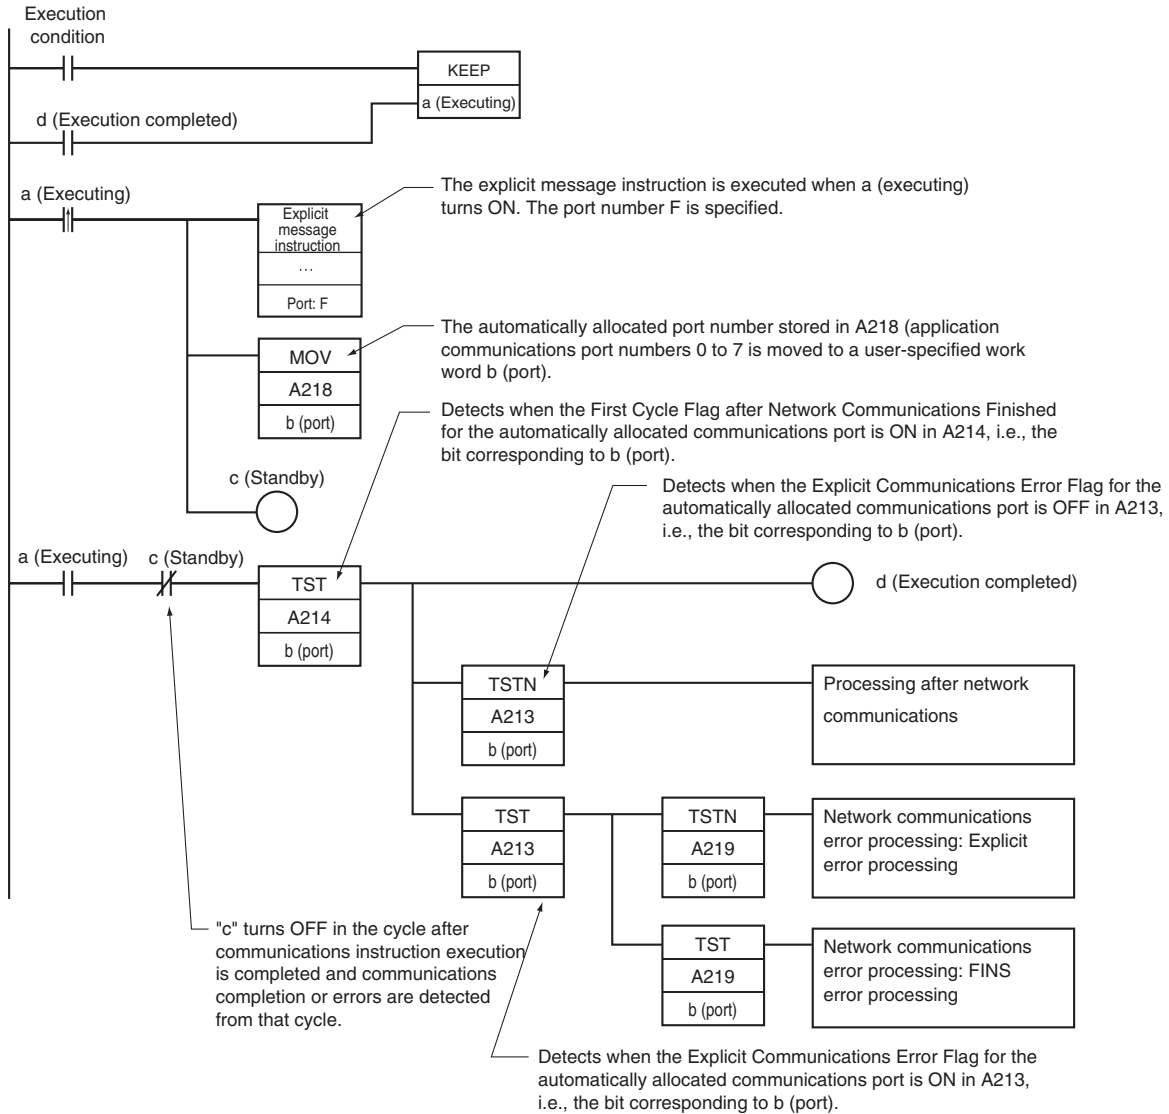 Execution
condition
KEEP
a (Executing)
d (Execution completed)
a (Executing)
The explicit message instruction is executed when a (executing)
turns ON. The port number F is specified.
Explicit
message
instruction
...
Port: F
The automatically allocated port number stored in A218 (application
communications port numbers 0 to 7 is moved to a user-specified work
word b (port).
MOV
A218
b (port)
Detects when the First Cycle Flag after Network Communications Finished
for the automatically allocated communications port is ON in A214, i.e., the
bit corresponding to b (port).
c (Standby)
Detects when the Explicit Communications Error Flag for the
automatically allocated communications port is OFF in A213,
i.e., the bit corresponding to b (port).
a (Executing)
c (Standby)
TST
A214
b (port)
d (Execution completed)
TSTN
A213
b (port)
Processing after network
communications
TST
A213
b (port)
TSTN
A219
b (port)
Network communications
error processing: Explicit
error processing
"c" turns OFF in the cycle after
communications instruction execution
is completed and communications
completion or errors are detected
from that cycle.
TST
A219
b (port)
Network communications
error processing: FINS
error processing
Detects when the Explicit Communications Error Flag for the
automatically allocated communications port is ON in A213,
i.e., the bit corresponding to b (port).